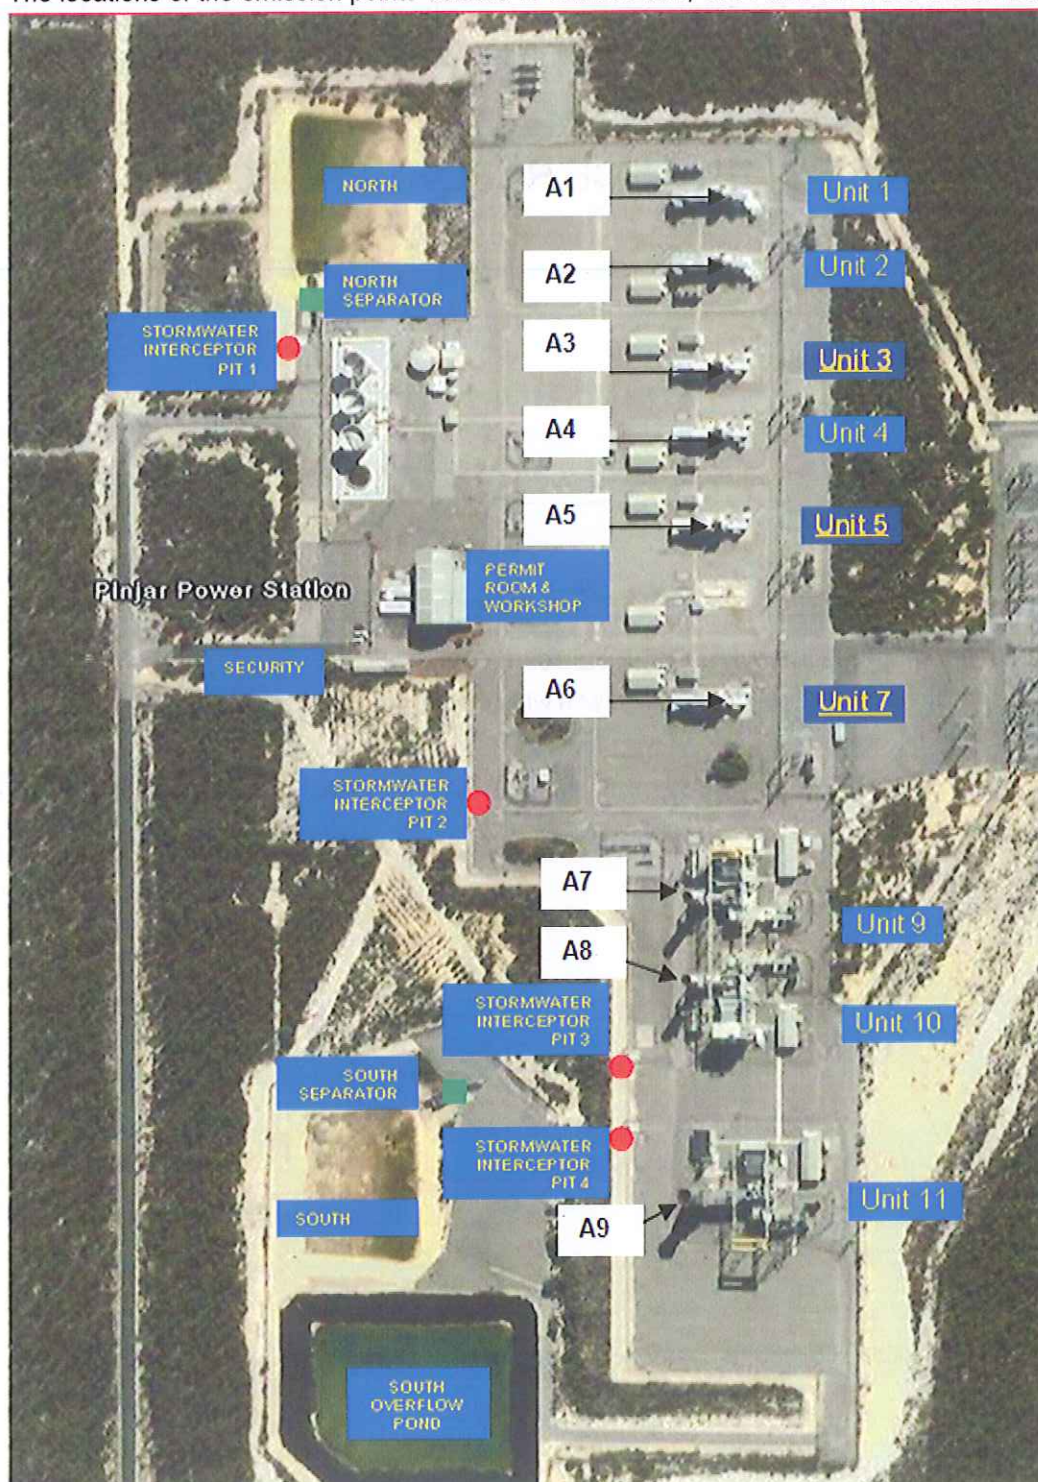 NORTH
A1
Unit 1
NORTH
SEPARATOR
A2
Unit 2
STORMWATER
INTERCEPTOR
PIT 1
A3
Unit 3
A4
Unit 4
A5
Unit 5
PERMIT
ROOM &
WORKSHOP
Pinjar Power Station
SECURITY
A6
Unit 7
STORMWATER
INTERCEPTOR
PIT 2
A7
Unit 9
A8
STORMWATER
INTERCEPTOR
PIT 3
Unit 10
SOUTH
SEPARATOR
STORMWATER
INTERCEPTOR
PIT 4
SOUTH
A9
Unit 11
SOUTH
OVERFLOW
POND